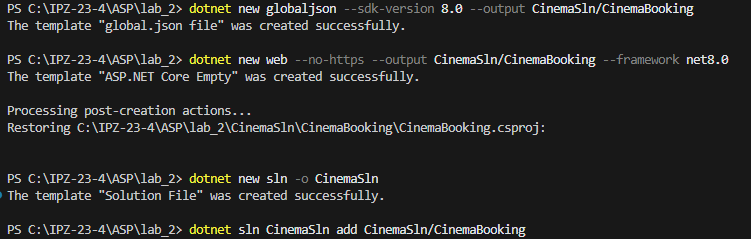 PS C:\IPZ-23-4\ASP\lab_2> dotnet new globaljson --sdk-version 8.0 --output CinemaSln/CinemaBooking
The template "global.json file" was created successfully.
PS C:\IPZ-23-4\ASP\lab_2> dotnet new web --no-https --output CinemaSln/CinemaBooking --framework net8.0
The template "ASP.NET Core Empty" was created successfully.
Processing post-creation actions...
Restoring C:\IPZ-23-4\ASP\lab_2\CinemaSln\CinemaBooking\CinemaBooking.csproj:
PS C:\IPZ-23-4\ASP\lab_2> dotnet new sln -o CinemaSln
The template "Solution File" was created successfully.
PS C:\IPZ-23-4\ASP\lab_2> dotnet sln CinemaSln add CinemaSln/CinemaBooking